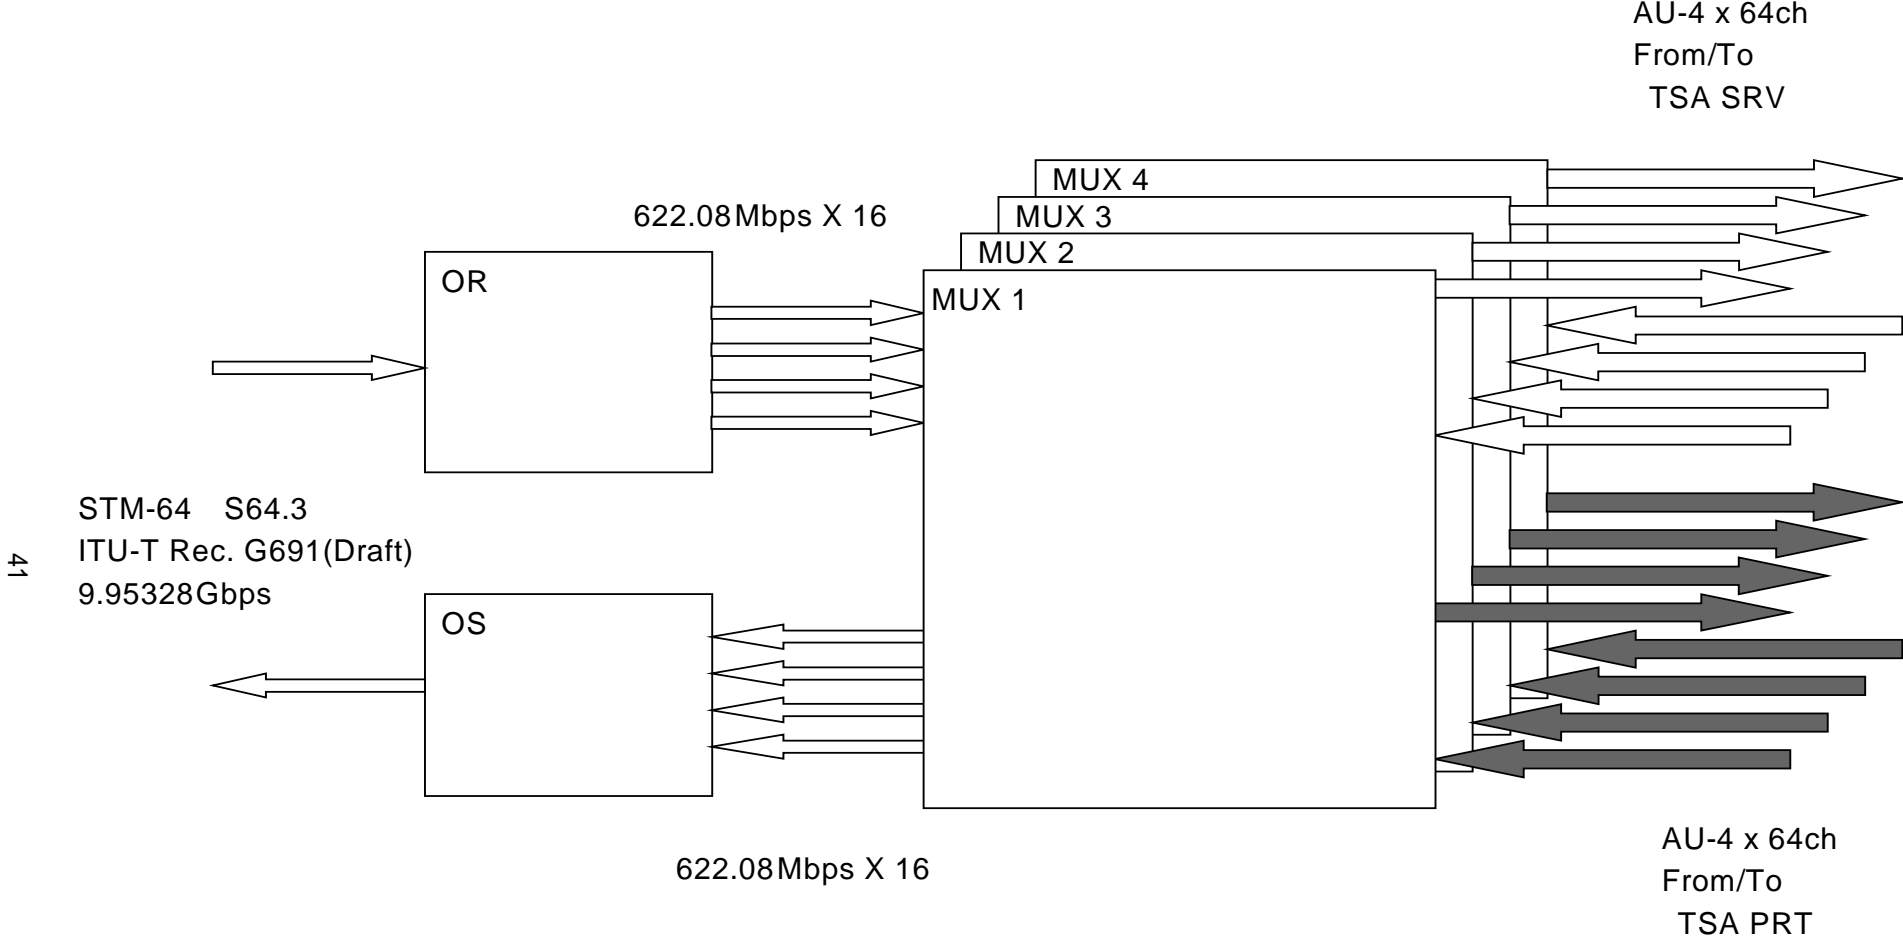 AU-4 x 64ch
From/To
TSA SRV
MUX 4
MUX 3
622.08Mbps X 16
MUX 2
OR
MUX 1
STM-64 S64.3
ITU-T Rec. G691(Draft)
9.95328Gbps
41
OS
622.08Mbps X 16
AU-4 x 64ch
From/To
TSA PRT